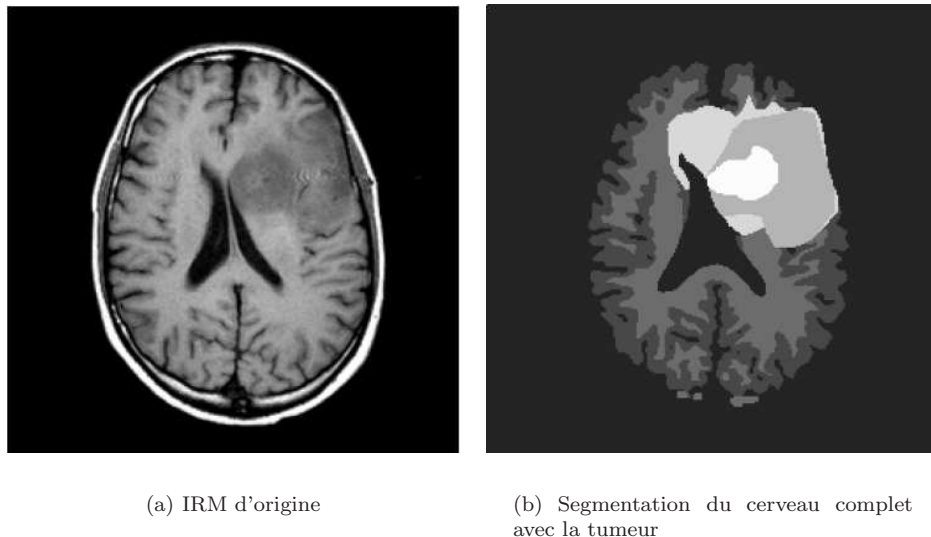 (a) IRM d'origine
(b) Segmentation du cerveau complet
avec la tumeur